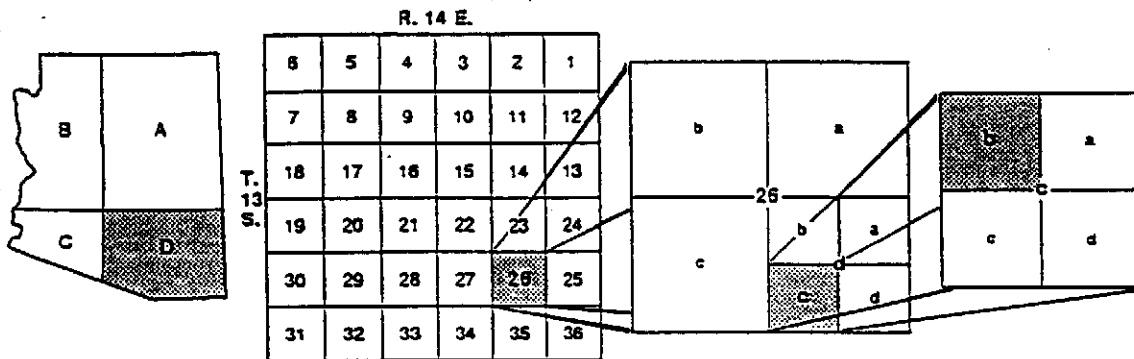 R. 14 E.
T. 13 S.
B A
C D
6 5 4 3 2 1
7 8 9 10 11 12
18 17 16 15 14 13
19 20 21 22 23 24
30 29 28 27 26 25
31 32 33 34 35 36
b a
26
c
b a
d
c d
b a
c
c d